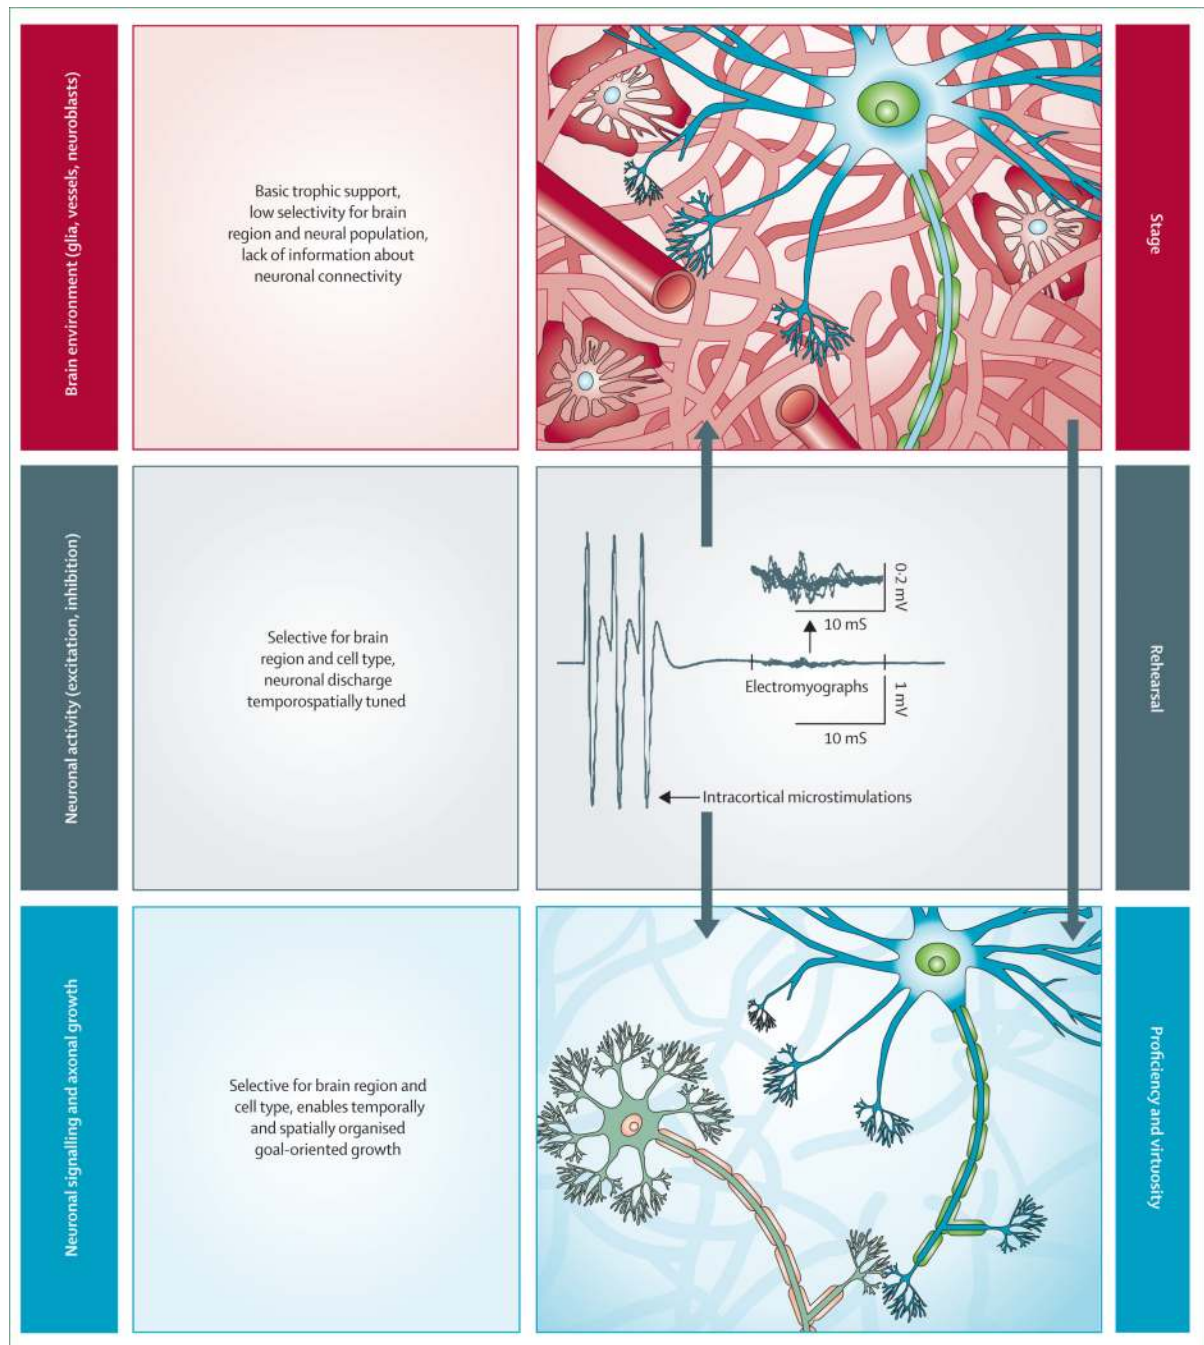 Brain environment (glia, vessels, neuroblasts)
Basic trophic support,
low selectivity for brain
region and neural population,
lack of information about
neuronal connectivity
Stage
Neuronal activity (excitation, inhibition)
Selective for brain
region and cell type,
neuronal discharge
temporospatially tuned
0·2 mV
10 mS
Electromyographs
1 mV
10 mS
Intracortical microstimulations
Rehearsal
Neuronal signalling and axonal growth
Selective for brain region and
cell type, enables temporally
and spatially organised
goal-oriented growth
Proficiency and virtuosity